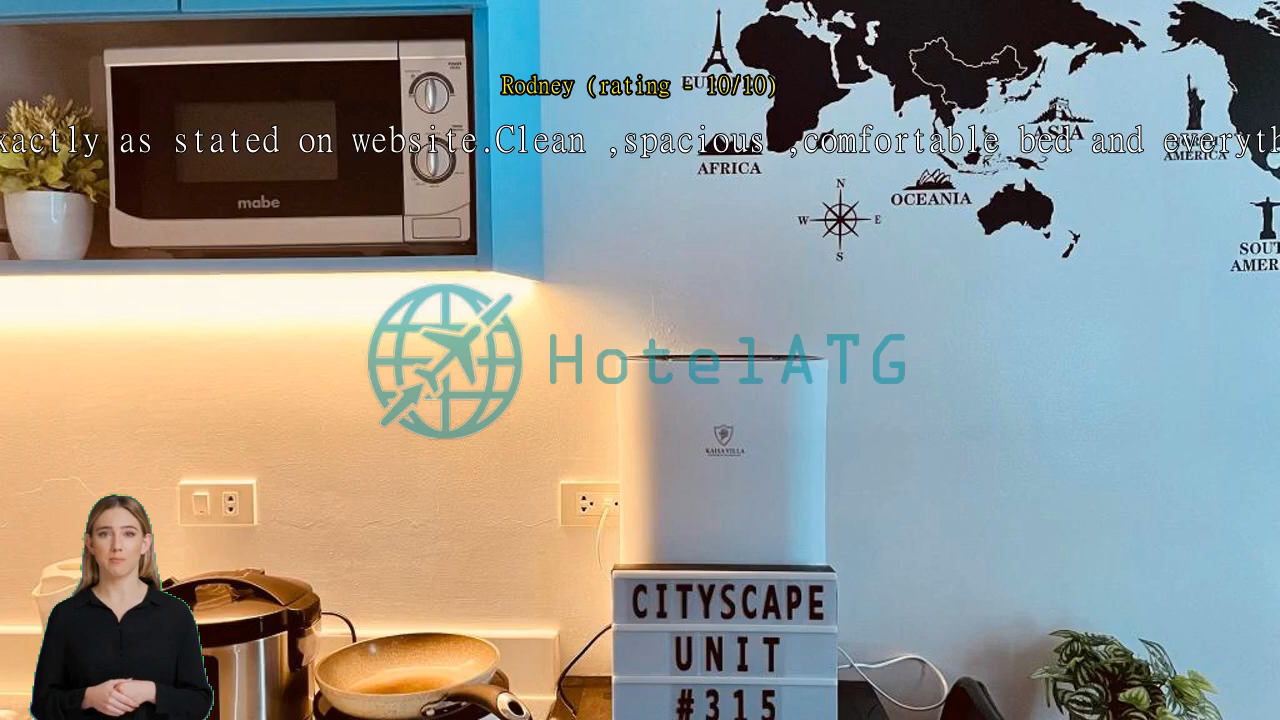 Rodney (rating - 10/10)
xactly as stated on website.Clean ,spacious ,comfortable bed and everyth
mabe
EU
AFRICA
ASIA
OCEANIA
AMERICA
N
W E
S
SOUT
AMER
HotelATG
KAISA VILLA
CITYSCAPE
UNIT
#315